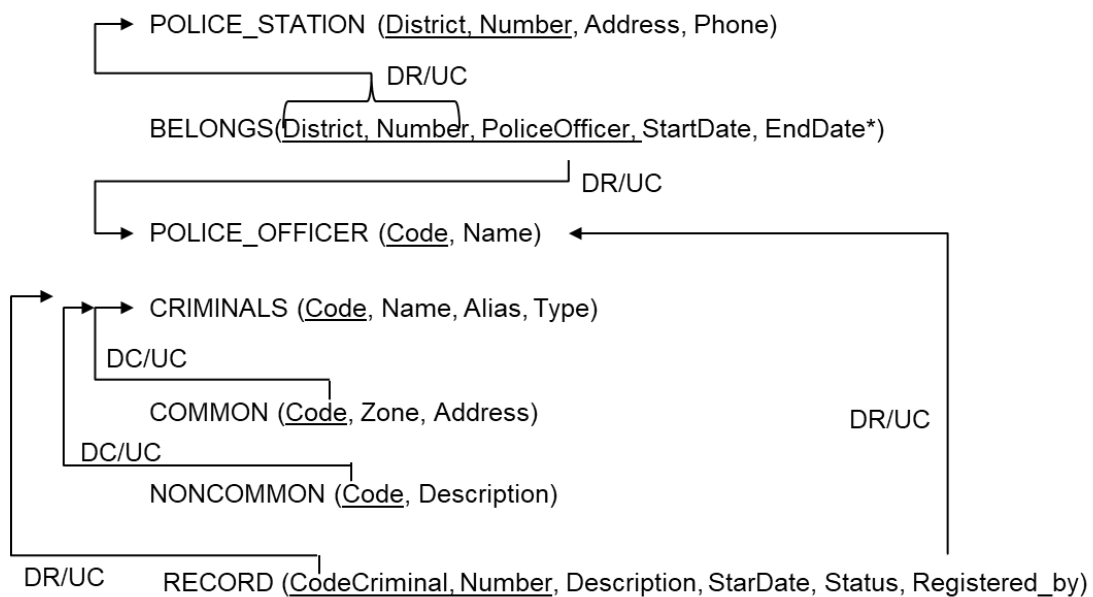 POLICE_STATION (District, Number, Address, Phone)
DR/UC
BELONGS(District, Number, PoliceOfficer, StartDate, EndDate*)
DR/UC
POLICE_OFFICER (Code, Name)
CRIMINALS (Code, Name, Alias, Type)
DC/UC
COMMON (Code, Zone, Address)
DR/UC
DC/UC
NONCOMMON (Code, Description)
DR/UC
RECORD (CodeCriminal, Number, Description, StarDate, Status, Registered_by)